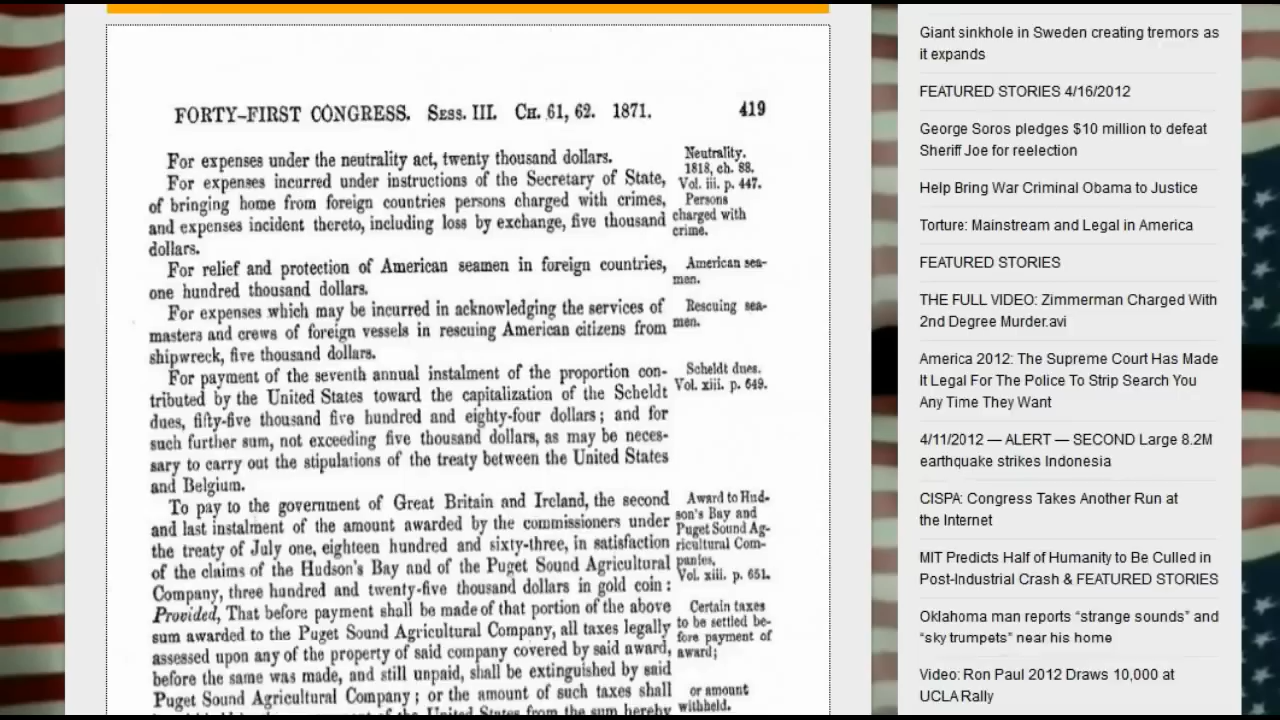 FORTY–FIRST CONGRESS. SESS. III. CH. 61, 62. 1871.
419
For expenses under the neutrality act, twenty thousand dollars.
For expenses incurred under instructions of the Secretary of State,
of bringing home from foreign countries persons charged with crimes,
and expenses incident thereto, including loss by exchange, five thousand
dollars.
For relief and protection of American seamen in foreign countries,
one hundred thousand dollars.
For expenses which may be incurred in acknowledging the services of
masters and crews of foreign vessels in rescuing American citizens from
shipwreck, five thousand dollars.
For payment of the seventh annual instalment of the proportion con-
tributed by the United States toward the capitalization of the Scheldt
dues, fifty-five thousand five hundred and eighty-four dollars; and for
such further sum, not exceeding five thousand dollars, as may be neces-
sary to carry out the stipulations of the treaty between the United States
and Belgium.
To pay to the government of Great Britain and Ireland, the second
and last instalment of the amount awarded by the commissioners under
the treaty of July one, eighteen hundred and sixty-three, in satisfaction
of the claims of the Hudson's Bay and of the Puget Sound Agricultural
Company, three hundred and twenty-five thousand dollars in gold coin:
Provided, That before payment shall be made of that portion of the above
sum awarded to the Puget Sound Agricultural Company, all taxes legally
assessed upon any of the property of said company covered by said award,
before the same was made, and still unpaid, shall be extinguished by said
Puget Sound Agricultural Company; or the amount of such taxes shall
of the United States from the sum hereby
Neutrality.
1818, ch. 88.
Vol. iii. p. 447.
Persons
charged with
crime.
American sea-
men.
Rescuing sea-
men.
Scheldt dues.
Vol. xiii. p. 649.
Award to Hud-
son's Bay and
Puget Sound Ag-
ricultural Com-
panies.
Vol. xiii. p. 651.
Certain taxes
to be settled be-
fore payment of
award;
or amount
withheld.
Giant sinkhole in Sweden creating tremors as
it expands
FEATURED STORIES 4/16/2012
George Soros pledges $10 million to defeat
Sheriff Joe for reelection
Help Bring War Criminal Obama to Justice
Torture: Mainstream and Legal in America
FEATURED STORIES
THE FULL VIDEO: Zimmerman Charged With
2nd Degree Murder.avi
America 2012: The Supreme Court Has Made
It Legal For The Police To Strip Search You
Any Time They Want
4/11/2012 — ALERT — SECOND Large 8.2M
earthquake strikes Indonesia
CISPA: Congress Takes Another Run at
the Internet
MIT Predicts Half of Humanity to Be Culled in
Post-Industrial Crash & FEATURED STORIES
Oklahoma man reports “strange sounds” and
“sky trumpets” near his home
Video: Ron Paul 2012 Draws 10,000 at
UCLA Rally